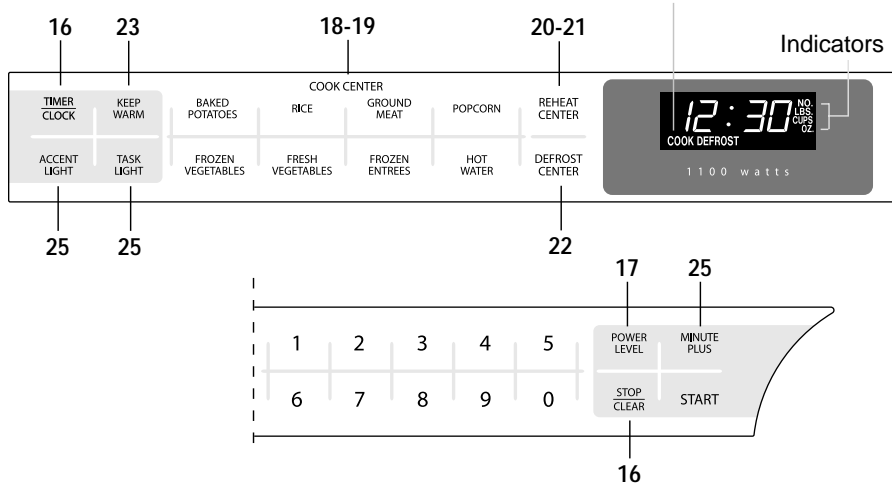 16 23 18-19 20-21
Indicators
COOK CENTER
TIMER
CLOCK
KEEP
WARM
BAKED
POTATOES
RICE
GROUND
MEAT
POPCORN
REHEAT
CENTER
12:30
NO.
LBS.
CUPS
OZ.
COOK DEFROST
1100 watts
ACCENT
LIGHT
TASK
LIGHT
FROZEN
VEGETABLES
FRESH
VEGETABLES
FROZEN
ENTREES
HOT
WATER
DEFROST
CENTER
25 25 22
17 25
1 2 3 4 5
POWER
LEVEL
MINUTE
PLUS
6 7 8 9 0
STOP
CLEAR
START
16